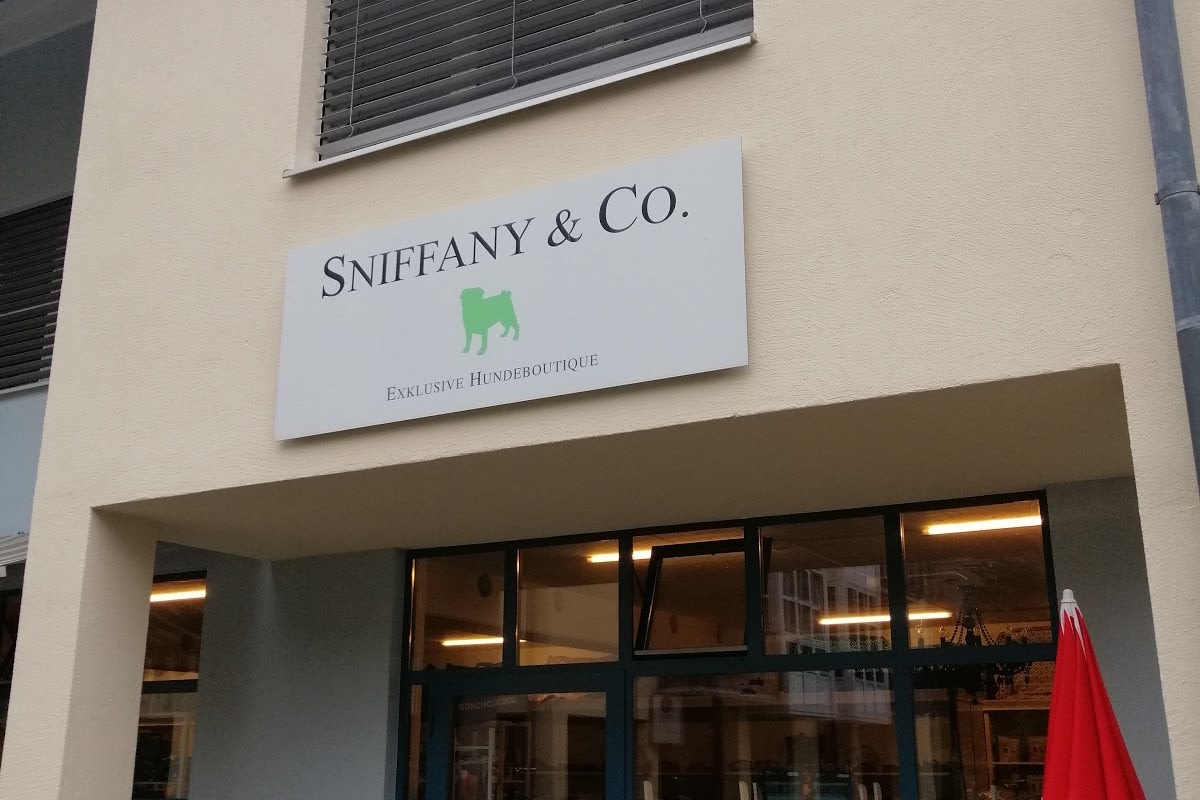 Sniffany & Co.
Exklusive Hundeboutique